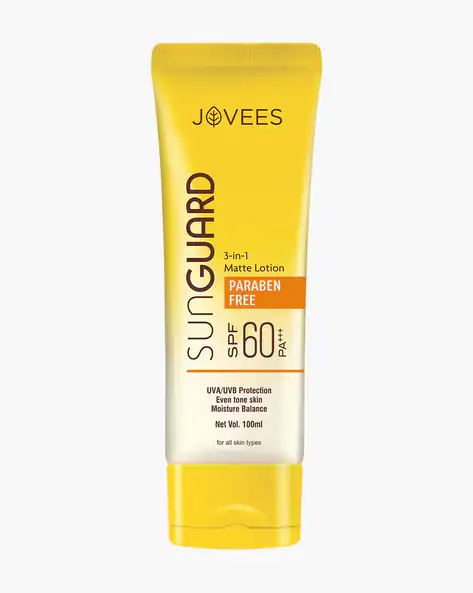 JOVEES
SUNGUARD
3-in-1
Matte Lotion
PARABEN
FREE
SPF 60 PA+++
UVA/UVB Protection
Even tone skin
Moisture Balance
Net Vol. 100ml
for all skin types